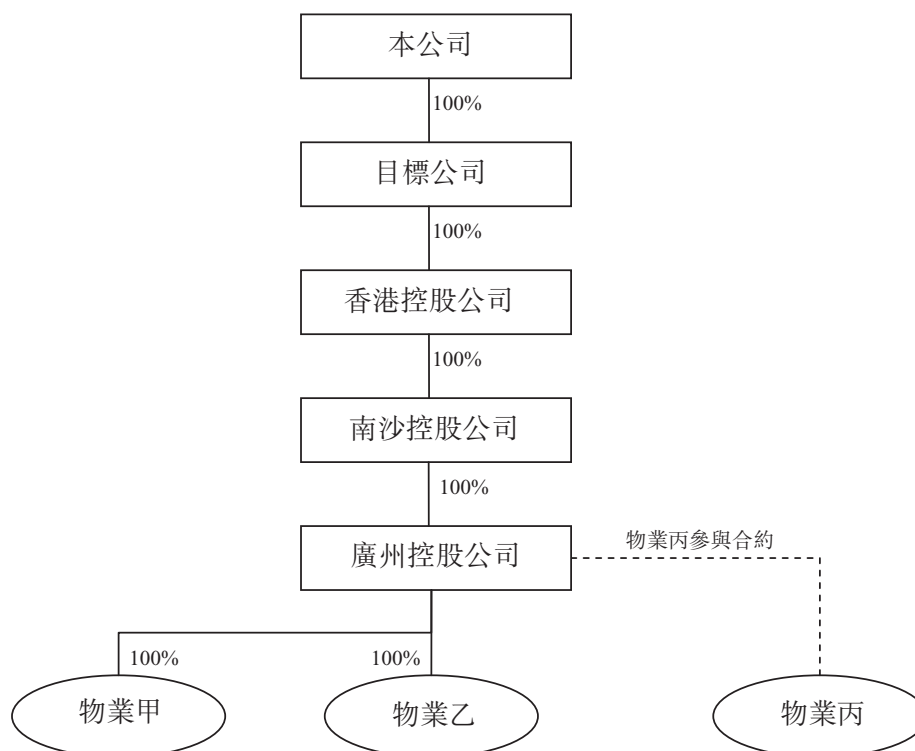 本公司
100%
目標公司
100%
香港控股公司
100%
南沙控股公司
100%
廣州控股公司
物業丙參與合約
100%
100%
物業甲
物業乙
物業丙